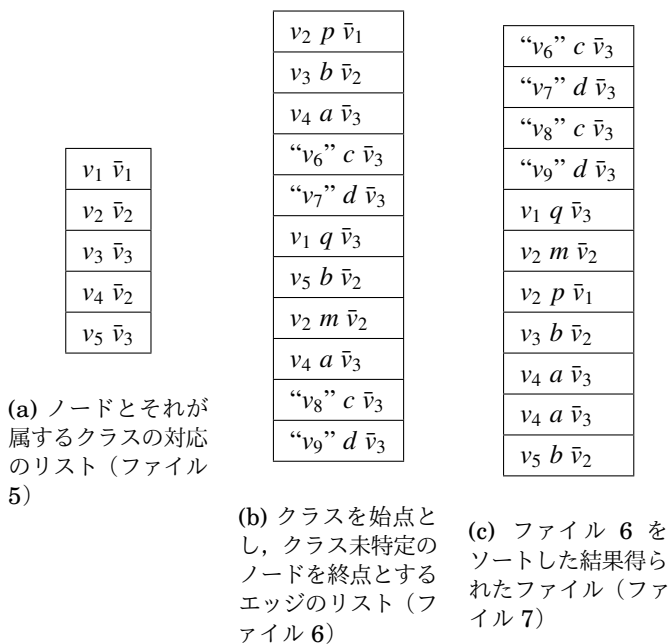 v₁ v̄₁
v₂ v̄₂
v₃ v̄₃
v₄ v̄₂
v₅ v̄₃
(a) ノードとそれが
属するクラスの対応
のリスト（ファイル
5）
v₂ p v̄₁
v₃ b v̄₂
v₄ a v̄₃
“v₆” c v̄₃
“v₇” d v̄₃
v₁ q v̄₃
v₅ b v̄₂
v₂ m v̄₂
v₄ a v̄₃
“v₈” c v̄₃
“v₉” d v̄₃
(b) クラスを始点と
し，クラス未特定の
ノードを終点とする
エッジのリスト（フ
ァイル 6）
“v₆” c v̄₃
“v₇” d v̄₃
“v₈” c v̄₃
“v₉” d v̄₃
v₁ q v̄₃
v₂ m v̄₂
v₂ p v̄₁
v₃ b v̄₂
v₄ a v̄₃
v₄ a v̄₃
v₅ b v̄₂
(c) ファイル 6 を
ソートした結果得ら
れたファイル（ファ
イル 7）